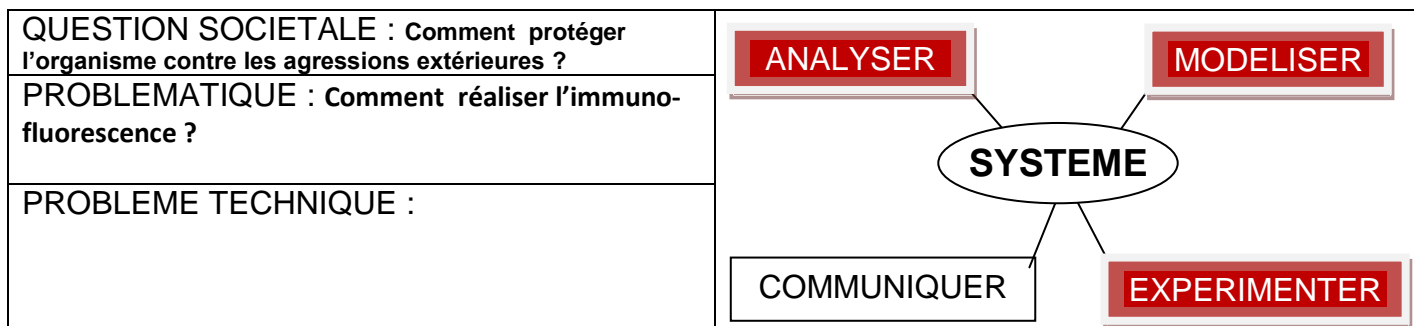 QUESTION SOCIETALE : Comment protéger
l’organisme contre les agressions extérieures ?
PROBLEMATIQUE : Comment réaliser l’immuno-
fluorescence ?
PROBLEME TECHNIQUE :
ANALYSER
MODELISER
SYSTEME
COMMUNIQUER
EXPERIMENTER